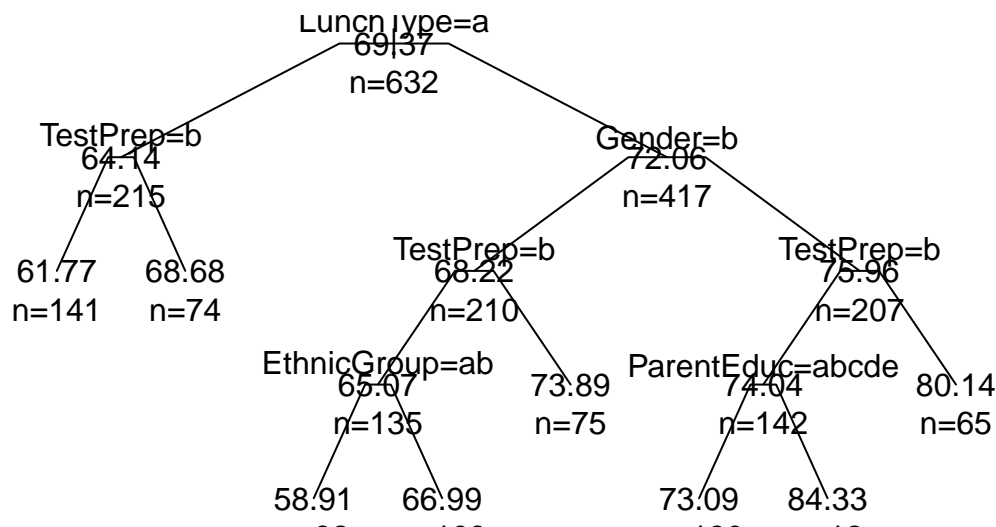 LunchType=a
69.37
n=632
TestPrep=b
64.14
n=215
Gender=b
72.06
n=417
61.77
n=141
68.68
n=74
TestPrep=b
68.22
n=210
TestPrep=b
75.96
n=207
EthnicGroup=ab
65.07
n=135
73.89
n=75
ParentEduc=abcde
74.04
n=142
80.14
n=65
58.91
66.99
73.09
84.33